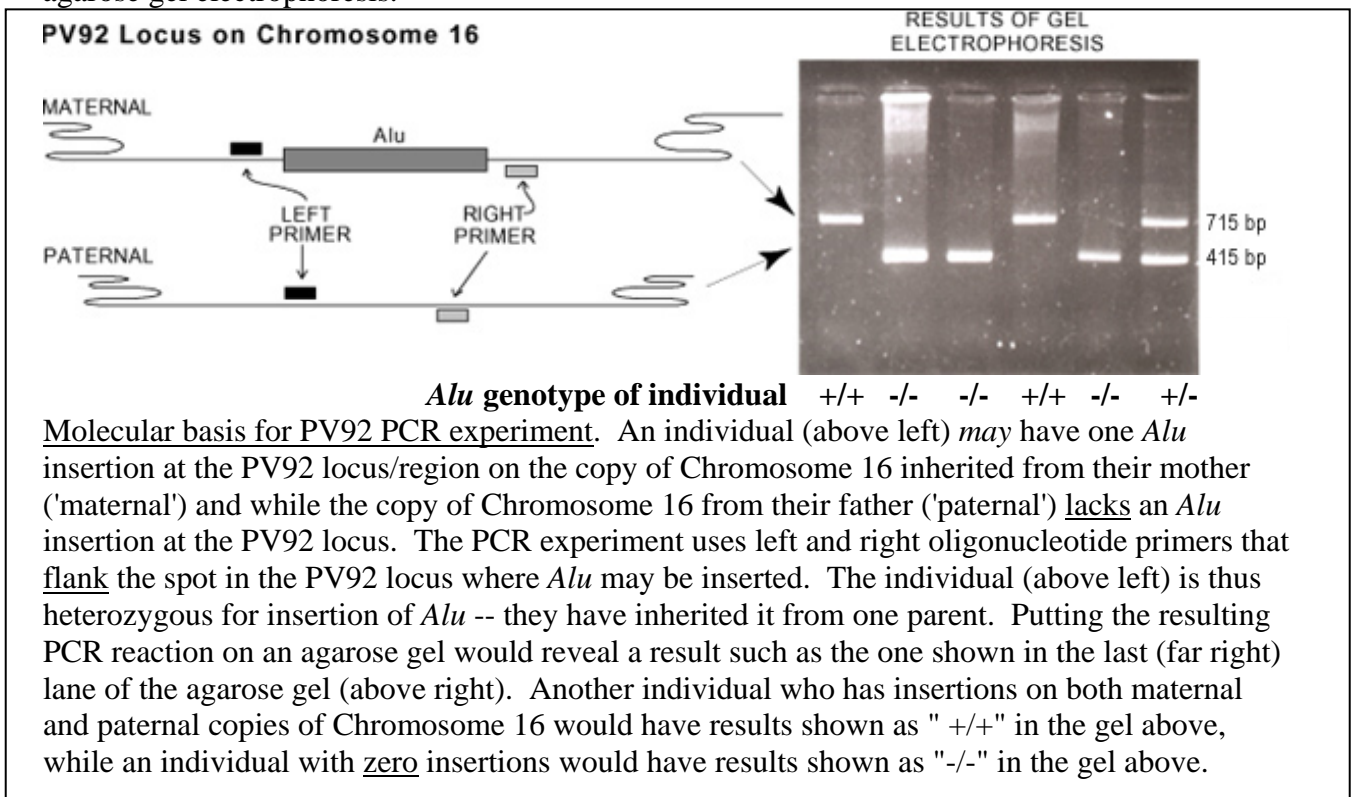 agarose gel electrophoresis.
PV92 Locus on Chromosome 16
RESULTS OF GEL
ELECTROPHORESIS
MATERNAL
Alu
LEFT
PRIMER
RIGHT
PRIMER
PATERNAL
715 bp
415 bp
Alu genotype of individual +/+ -/- -/- +/+ -/- +/-
Molecular basis for PV92 PCR experiment. An individual (above left) may have one Alu
insertion at the PV92 locus/region on the copy of Chromosome 16 inherited from their mother
('maternal') and while the copy of Chromosome 16 from their father ('paternal') lacks an Alu
insertion at the PV92 locus. The PCR experiment uses left and right oligonucleotide primers that
flank the spot in the PV92 locus where Alu may be inserted. The individual (above left) is thus
heterozygous for insertion of Alu -- they have inherited it from one parent. Putting the resulting
PCR reaction on an agarose gel would reveal a result such as the one shown in the last (far right)
lane of the agarose gel (above right). Another individual who has insertions on both maternal
and paternal copies of Chromosome 16 would have results shown as " +/+" in the gel above,
while an individual with zero insertions would have results shown as "-/-" in the gel above.